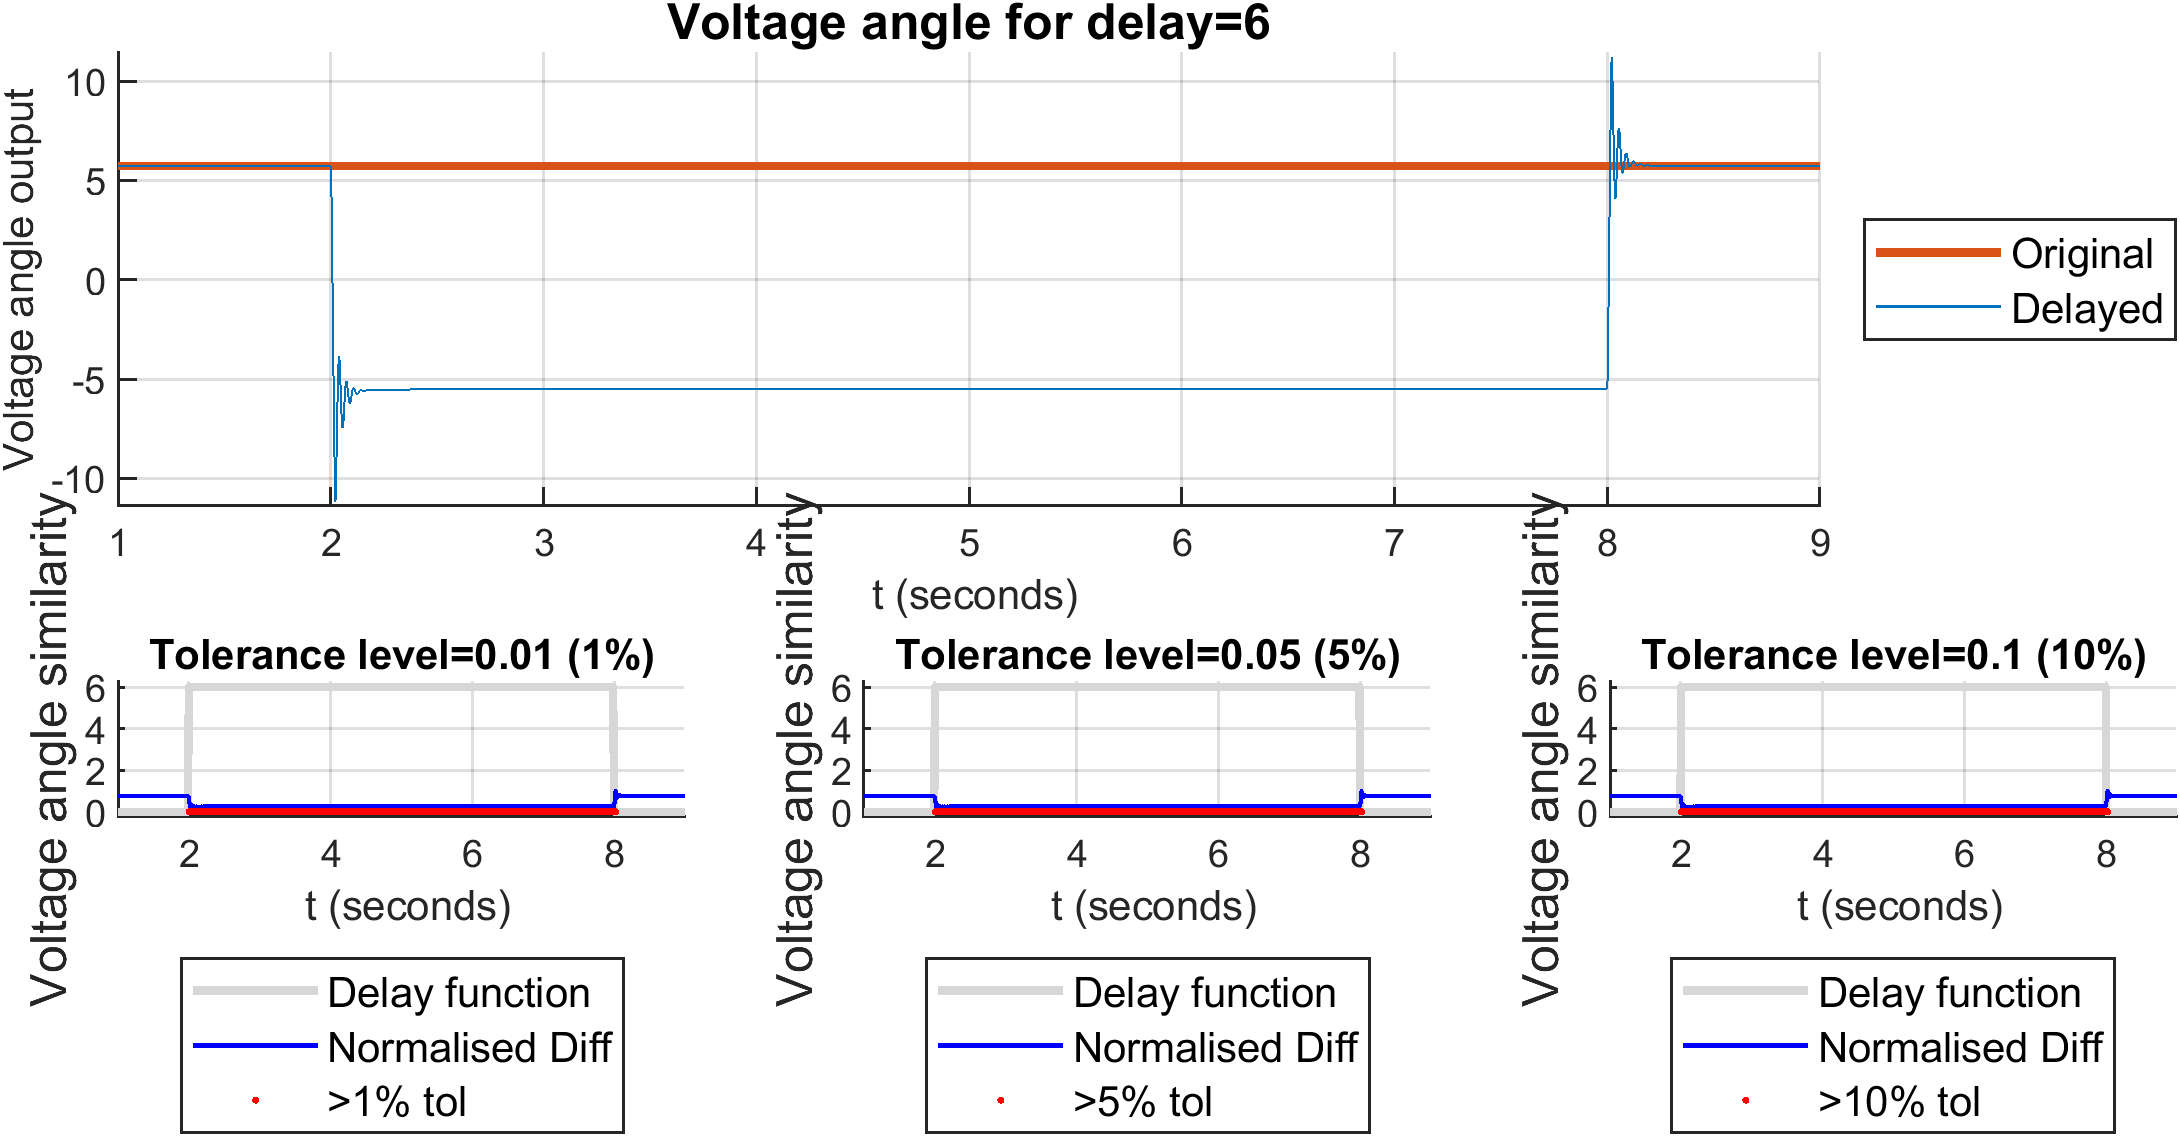 Voltage angle for delay=6
Voltage angle output
10
5
0
-5
-10
1 2 3 4 5 6 7 8 9
t (seconds)
Original
Delayed
Tolerance level=0.01 (1%)
Voltage angle similarity
6
4
2
0
2 4 6 8
t (seconds)
Delay function
Normalised Diff
>1% tol
Tolerance level=0.05 (5%)
Voltage angle similarity
6
4
2
0
2 4 6 8
t (seconds)
Delay function
Normalised Diff
>5% tol
Tolerance level=0.1 (10%)
Voltage angle similarity
6
4
2
0
2 4 6 8
t (seconds)
Delay function
Normalised Diff
>10% tol